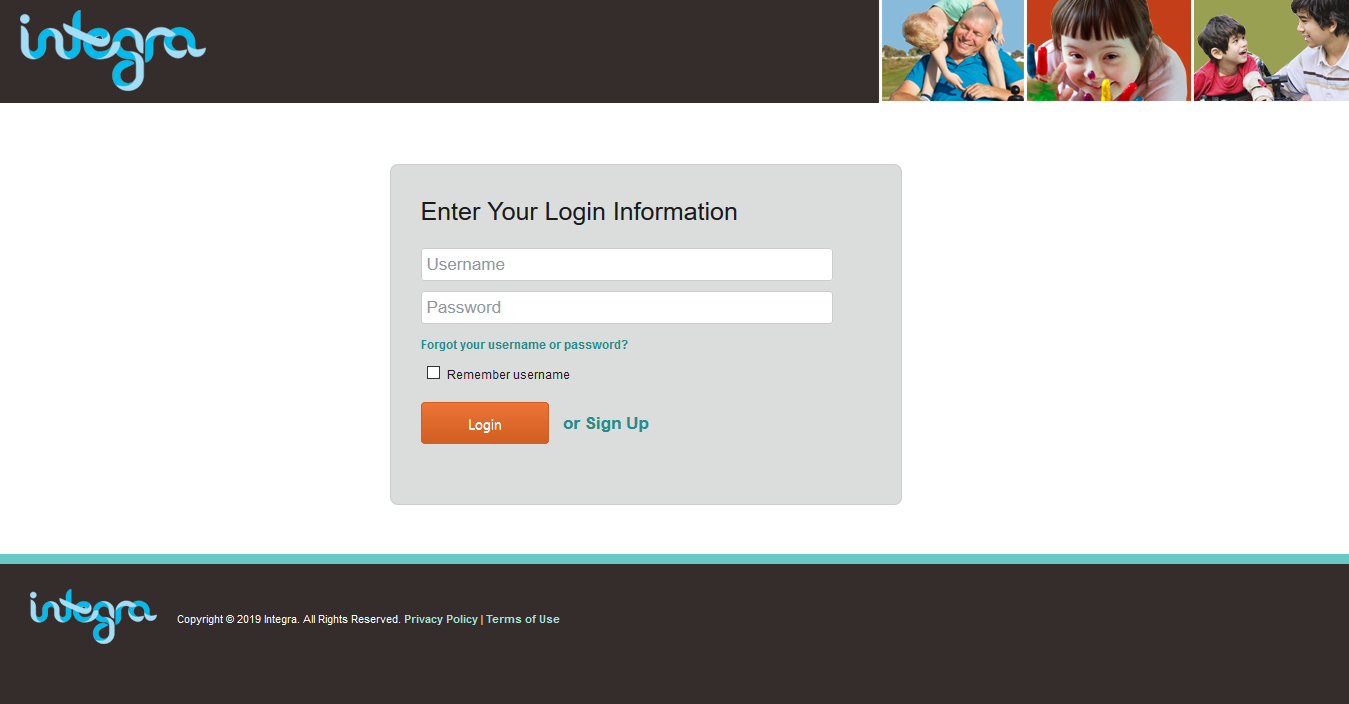 integra
Enter Your Login Information
Username
Password
Forgot your username or password?
Remember username
Login or Sign Up
integra
Copyright © 2019 Integra. All Rights Reserved. Privacy Policy | Terms of Use